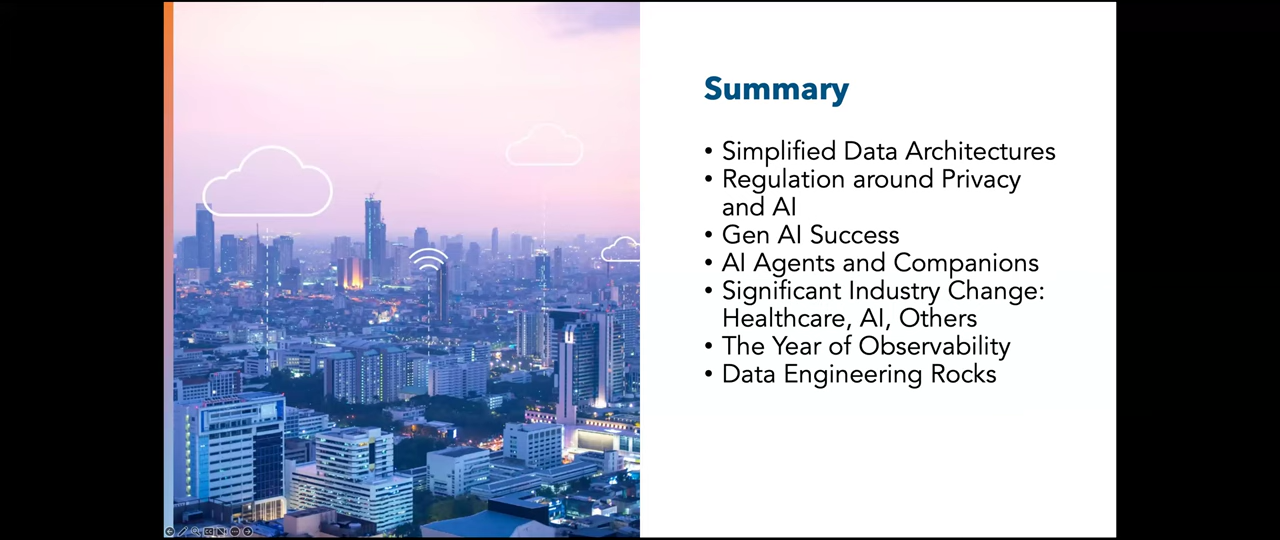 Summary
• Simplified Data Architectures
• Regulation around Privacy
and AI
• Gen AI Success
• AI Agents and Companions
• Significant Industry Change:
Healthcare, AI, Others
• The Year of Observability
• Data Engineering Rocks